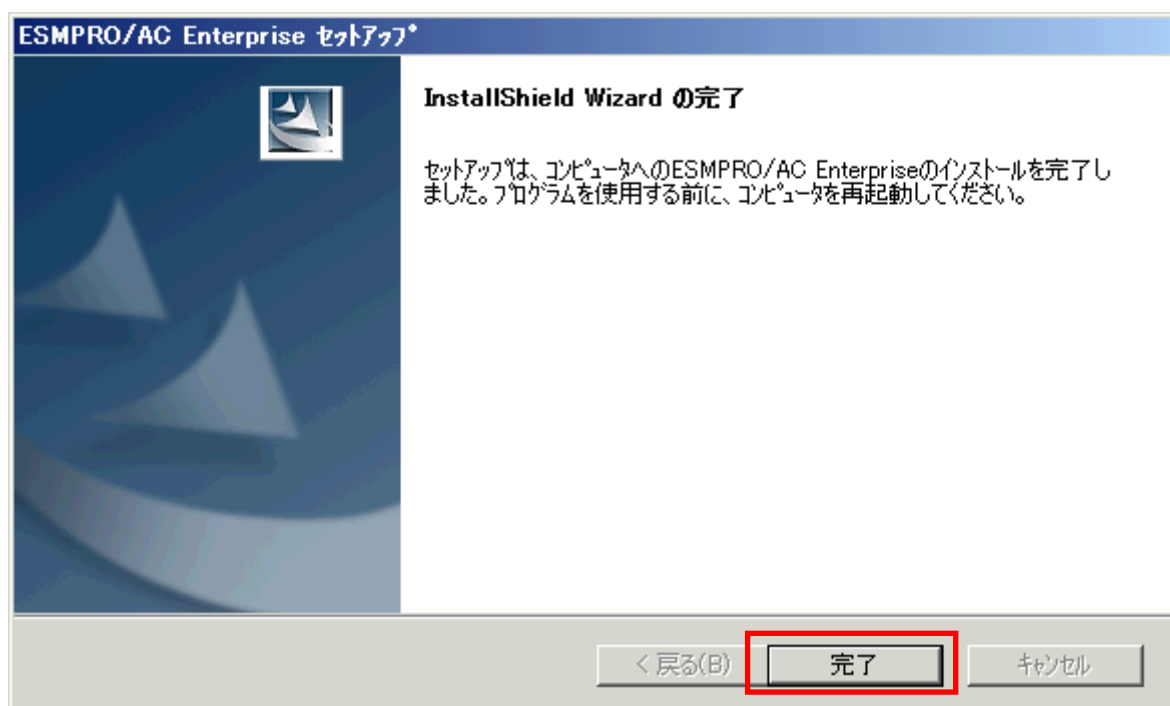 ESMPRO/AC Enterprise ｾｯﾄｱｯﾌﾟ
InstallShield Wizard の完了
ｾｯﾄｱｯﾌﾟは、ｺﾝﾋﾟｭｰﾀへのESMPRO/AC Enterpriseのｲﾝｽﾄｰﾙを完了し
ました。ﾌﾟﾛｸﾞﾗﾑを使用する前に、ｺﾝﾋﾟｭｰﾀを再起動してください。
< 戻る(B)
完了
ｷｬﾝｾﾙ